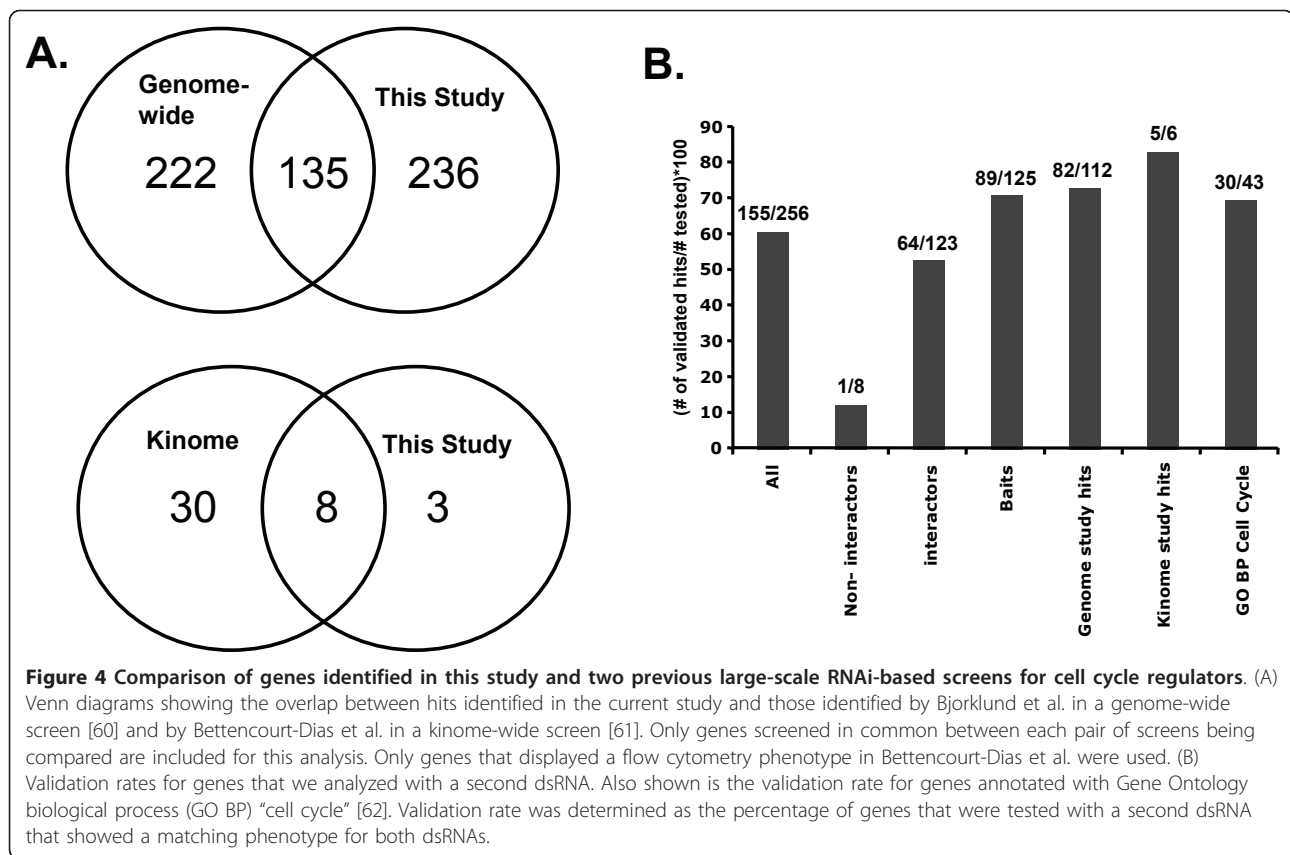 A.
Genome-
wide
This Study
222
135
236
Kinome
This Study
30
8
3
B.
(# of validated hits/# tested)*100
90
80
70
60
50
40
30
20
10
0
155/256
1/8
64/123
89/125
82/112
5/6
30/43
All
Non- interactors
interactors
Baits
Genome study hits
Kinome study hits
GO BP Cell Cycle
Figure 4 Comparison of genes identified in this study and two previous large-scale RNAi-based screens for cell cycle regulators. (A)
Venn diagrams showing the overlap between hits identified in the current study and those identified by Bjorklund et al. in a genome-wide
screen [60] and by Bettencourt-Dias et al. in a kinome-wide screen [61]. Only genes screened in common between each pair of screens being
compared are included for this analysis. Only genes that displayed a flow cytometry phenotype in Bettencourt-Dias et al. were used. (B)
Validation rates for genes that we analyzed with a second dsRNA. Also shown is the validation rate for genes annotated with Gene Ontology
biological process (GO BP) “cell cycle” [62]. Validation rate was determined as the percentage of genes that were tested with a second dsRNA
that showed a matching phenotype for both dsRNAs.